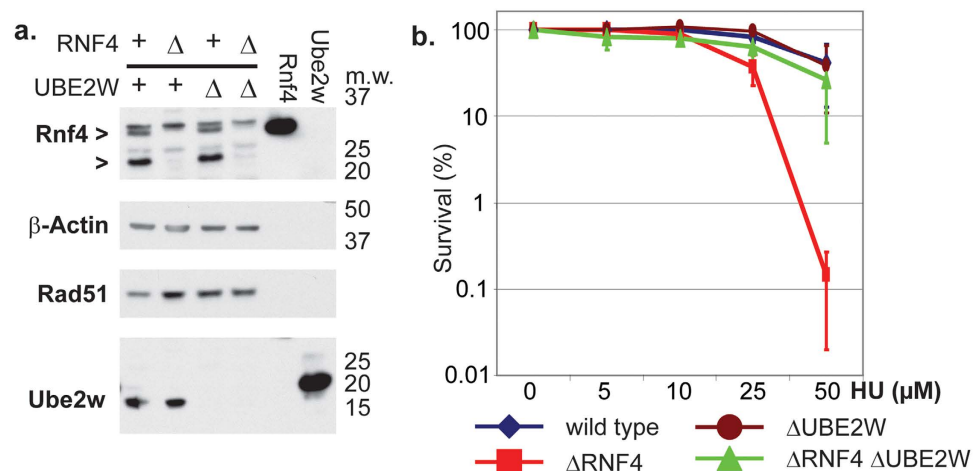 a.
RNF4 + Δ + Δ
UBE2W + + Δ Δ
Rnf4
Ube2w
m.w.
37
Rnf4 >
>
25
20
β-Actin
50
37
Rad51
Ube2w
25
20
15
b.
Survival (%)
100
10
1
0.1
0.01
0 5 10 25 50 HU (μM)
wild type
ΔUBE2W
ΔRNF4
ΔRNF4 ΔUBE2W